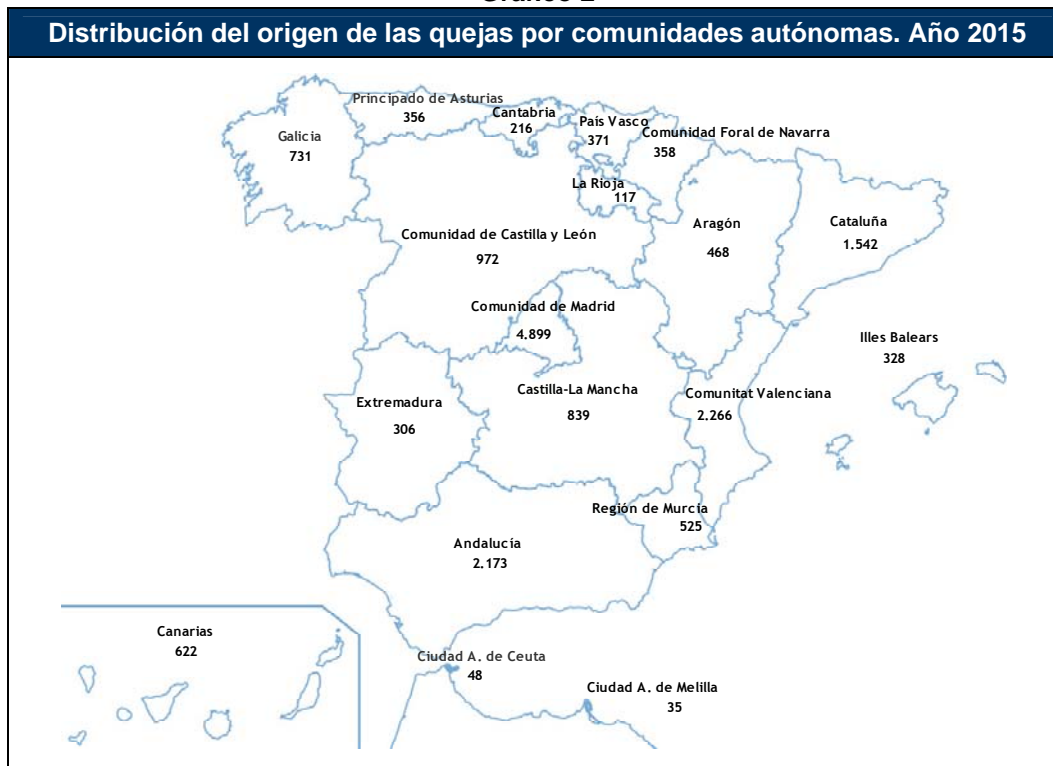 Gráfico 2
Distribución del origen de las quejas por comunidades autónomas. Año 2015
Principado de Asturias
356
Cantabria
216
País Vasco
371
Comunidad Foral de Navarra
358
Galicia
731
La Rioja
117
Aragón
468
Cataluña
1.542
Comunidad de Castilla y León
972
Comunidad de Madrid
4.899
Illes Balears
328
Extremadura
306
Castilla-La Mancha
839
Comunitat Valenciana
2.266
Región de Murcia
525
Andalucía
2.173
Canarias
622
Ciudad A. de Ceuta
48
Ciudad A. de Melilla
35